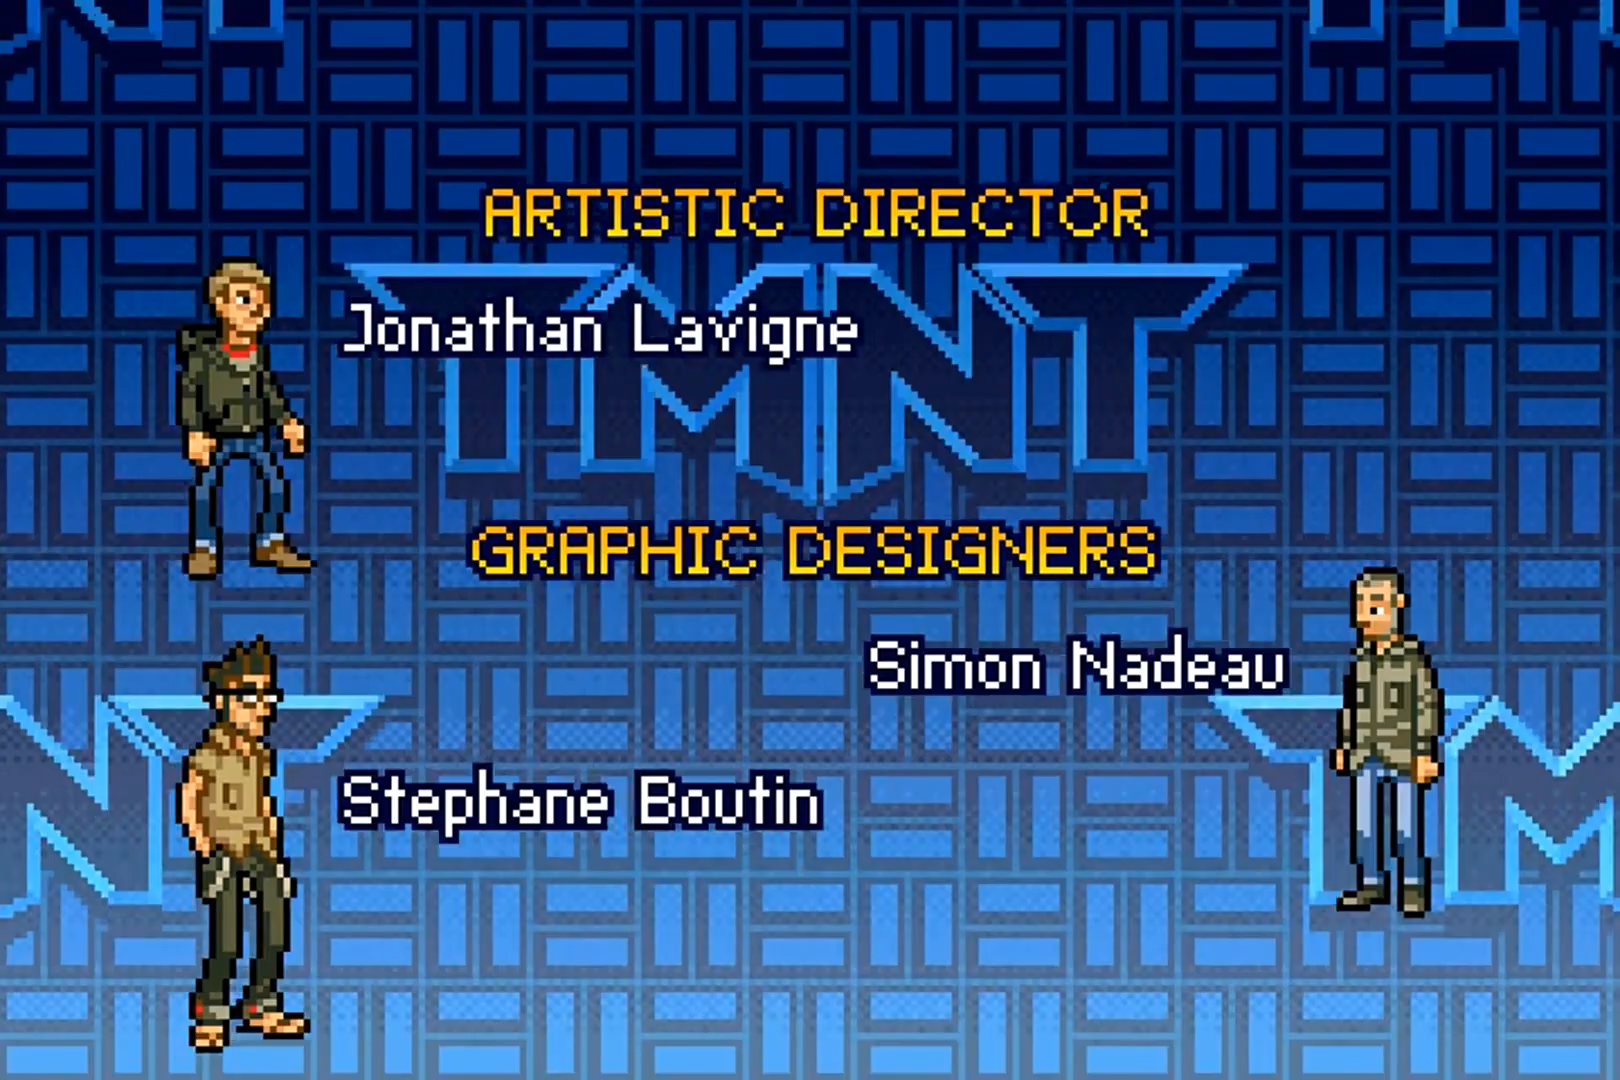 ARTISTIC DIRECTOR
TMNT
Jonathan Lavigne
GRAPHIC DESIGNERS
Simon Nadeau
Stephane Boutin